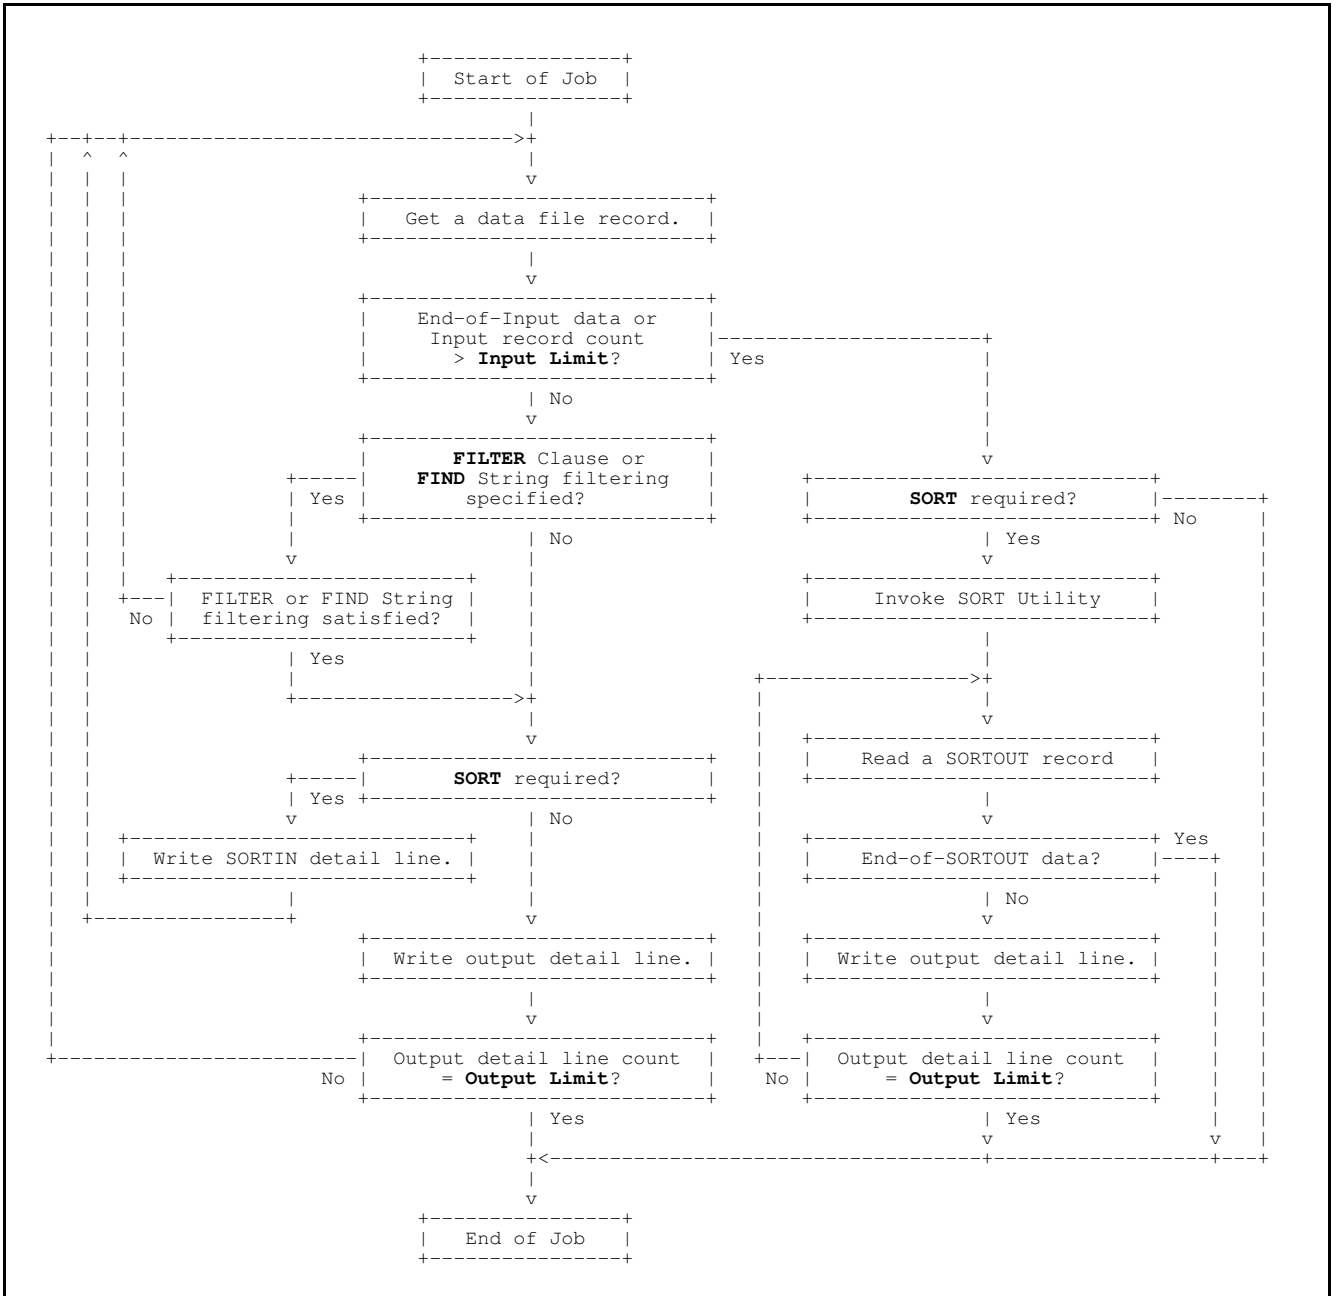 Start of Job
Get a data file record.
End-of-Input data or
Input record count
> Input Limit?
Yes
No
FILTER Clause or
FIND String filtering
specified?
Yes
No
SORT required?
No
Yes
FILTER or FIND String
filtering satisfied?
No
Yes
Invoke SORT Utility
SORT required?
Yes
No
Read a SORTOUT record
Write SORTIN detail line.
End-of-SORTOUT data?
Yes
No
Write output detail line.
Write output detail line.
Output detail line count
= Output Limit?
No
Yes
Output detail line count
= Output Limit?
No
Yes
End of Job